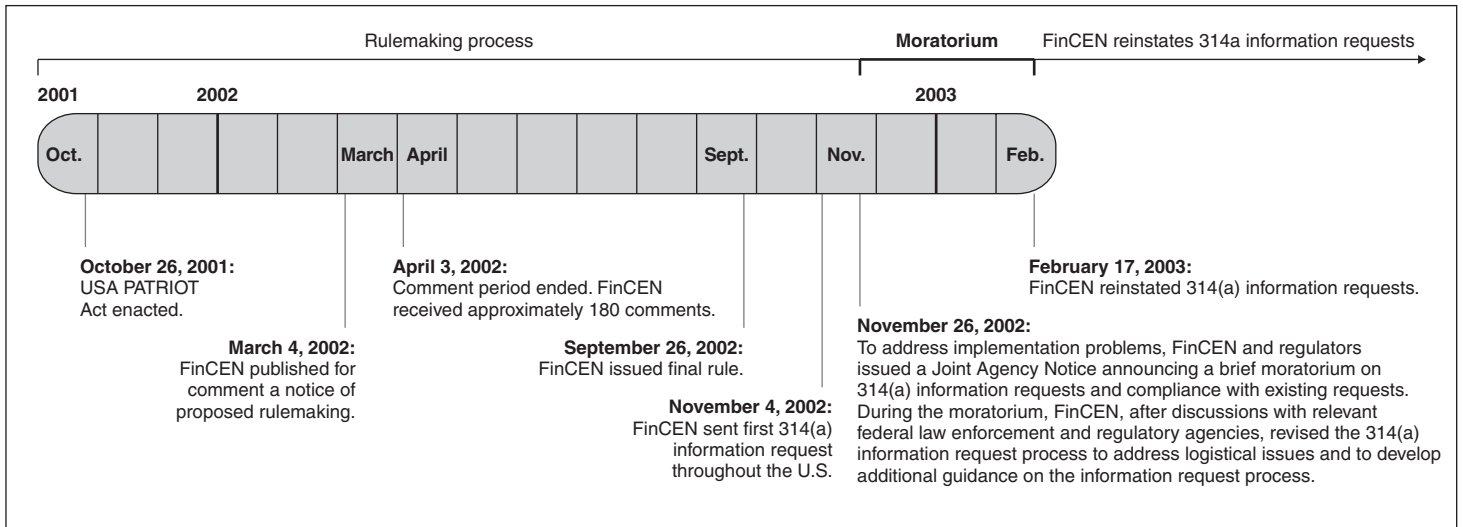 Rulemaking process
Moratorium
FinCEN reinstates 314a information requests
2001
2002
2003
Oct.
March
April
Sept.
Nov.
Feb.
October 26, 2001:
USA PATRIOT
Act enacted.
March 4, 2002:
FinCEN published for
comment a notice of
proposed rulemaking.
April 3, 2002:
Comment period ended. FinCEN
received approximately 180 comments.
September 26, 2002:
FinCEN issued final rule.
November 4, 2002:
FinCEN sent first 314(a)
information request
throughout the U.S.
November 26, 2002:
To address implementation problems, FinCEN and regulators
issued a Joint Agency Notice announcing a brief moratorium on
314(a) information requests and compliance with existing requests.
During the moratorium, FinCEN, after discussions with relevant
federal law enforcement and regulatory agencies, revised the 314(a)
information request process to address logistical issues and to develop
additional guidance on the information request process.
February 17, 2003:
FinCEN reinstated 314(a) information requests.